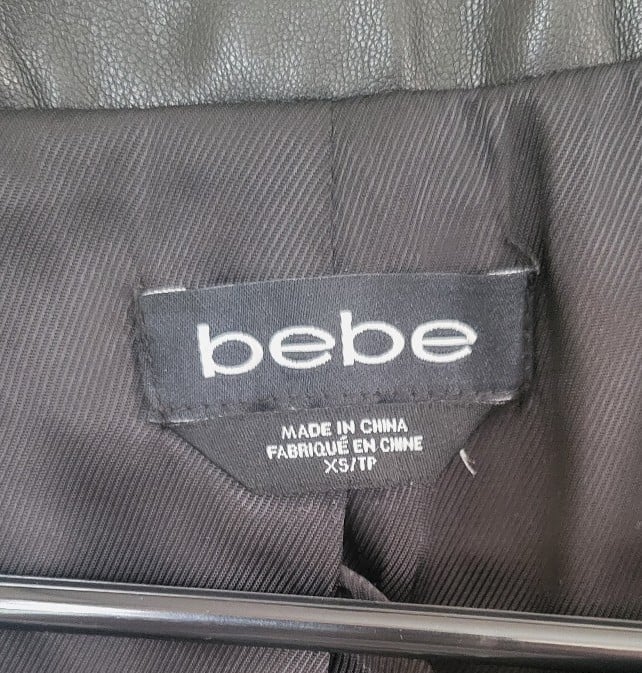 bebe
MADE IN CHINA
FABRIQUÉ EN CHINE
XS/TP